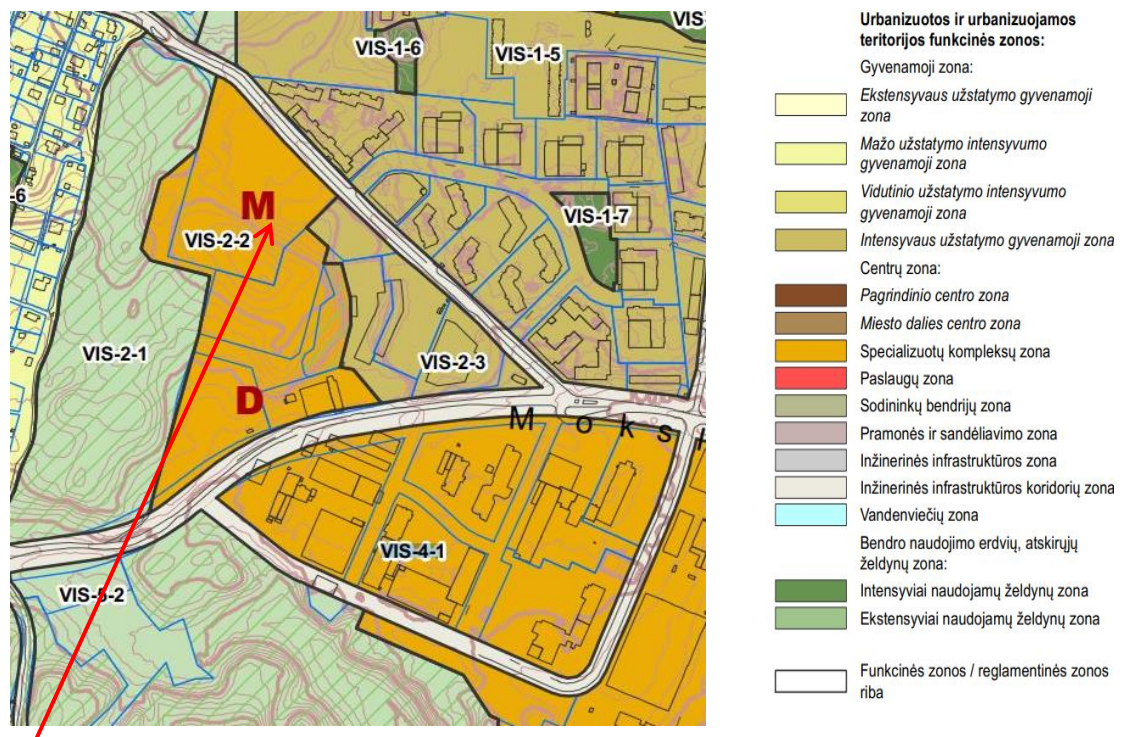 VIS-
VIS-1-6
VIS-1-5
-6
VIS-1-7
M
VIS-2-2
VIS-2-1
VIS-2-3
D
M o k s l
VIS-4-1
VIS-5-2
Urbanizuotos ir urbanizuojamos
teritorijos funkcinės zonos:
Gyvenamoji zona:
Ekstensyvaus užstatymo gyvenamoji
zona
Mažo užstatymo intensyvumo
gyvenamoji zona
Vidutinio užstatymo intensyvumo
gyvenamoji zona
Intensyvaus užstatymo gyvenamoji zona
Centrų zona:
Pagrindinio centro zona
Miesto dalies centro zona
Specializuotų kompleksų zona
Paslaugų zona
Sodininkų bendrijų zona
Pramonės ir sandėliavimo zona
Inžinerinės infrastruktūros zona
Inžinerinės infrastruktūros koridorių zona
Vandenviečių zona
Bendro naudojimo erdvių, atskirųjų
želdynų zona:
Intensyviai naudojamų želdynų zona
Ekstensyviai naudojamų želdynų zona
Funkcinės zonos / reglamentinės zonos
riba